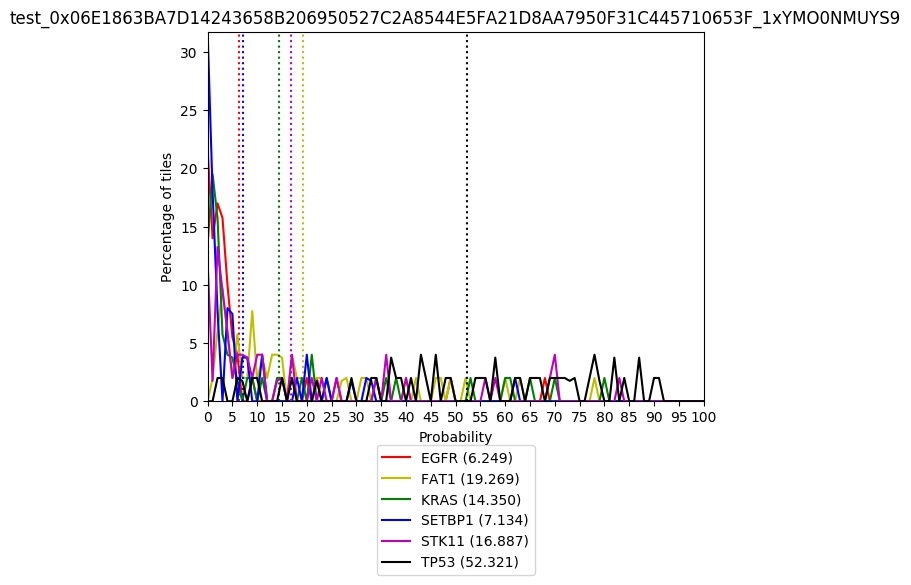 test_0x06E1863BA7D14243658B206950527C2A8544E5FA21D8AA7950F31C445710653F_1xYMO0NMUYS9
30
25
20
15
10
5
0
Percentage of tiles
0 5 10 15 20 25 30 35 40 45 50 55 60 65 70 75 80 85 90 95 100
Probability
EGFR (6.249)
FAT1 (19.269)
KRAS (14.350)
SETBP1 (7.134)
STK11 (16.887)
TP53 (52.321)